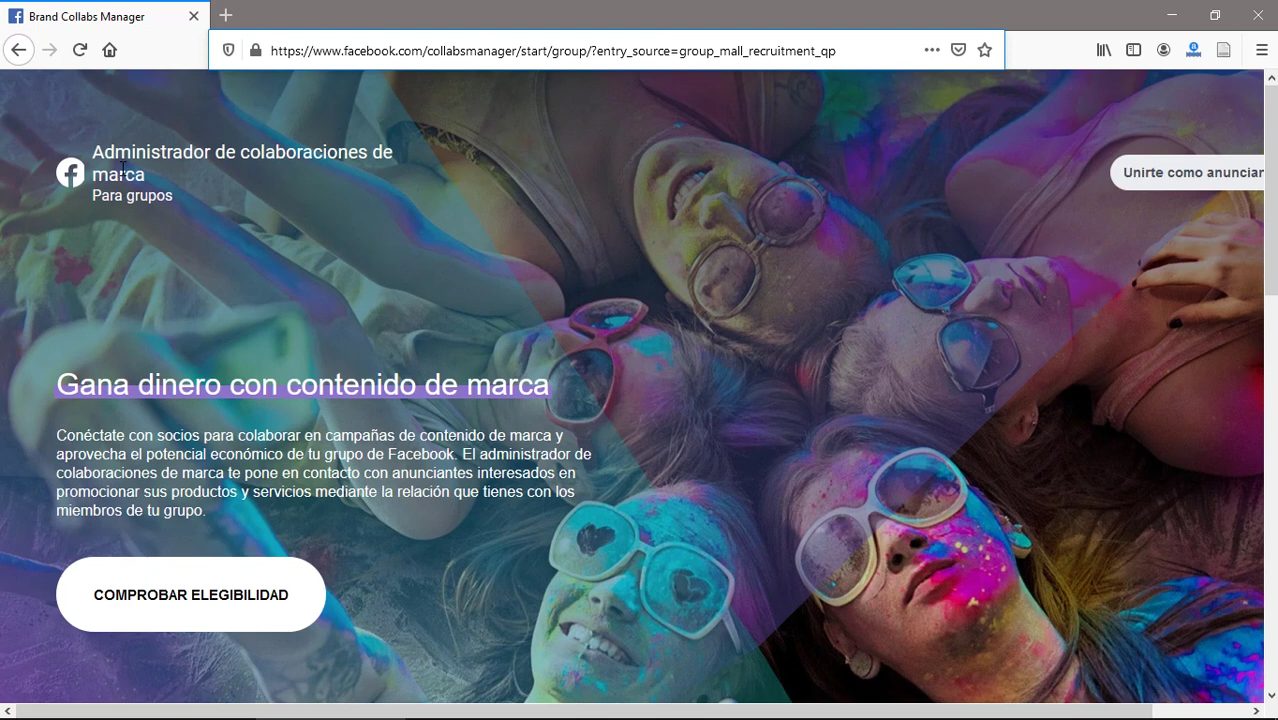 Brand Collabs Manager
https://www.facebook.com/collabsmanager/start/group/?entry_source=group_mall_recruitment_qp
Administrador de colaboraciones de
marca
Para grupos
Unirte como anunciar
Gana dinero con contenido de marca
Conéctate con socios para colaborar en campañas de contenido de marca y
aprovecha el potencial económico de tu grupo de Facebook. El administrador de
colaboraciones de marca te pone en contacto con anunciantes interesados en
promocionar sus productos y servicios mediante la relación que tienes con los
miembros de tu grupo.
COMPROBAR ELEGIBILIDAD